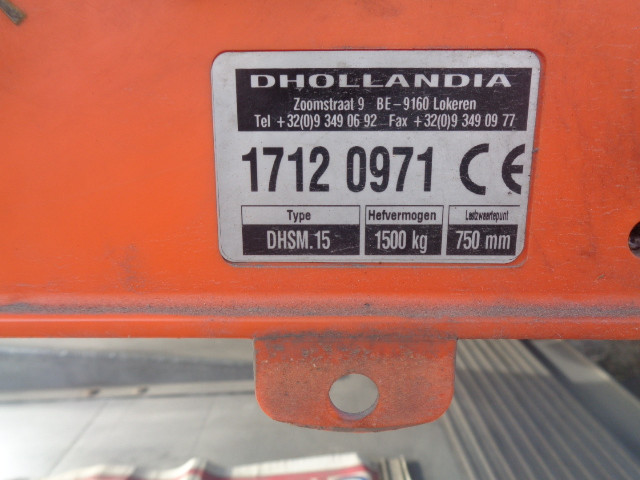 DHOLLANDIA
Zoomstraat 9 BE-9160 Lokeren
Tel +32(0)9 349 06 92 Fax +32(0)9 349 09 77
1712 0971 CE
Type Hefvermogen Lastzwaartepunt
DHSM.15 1500 kg 750 mm